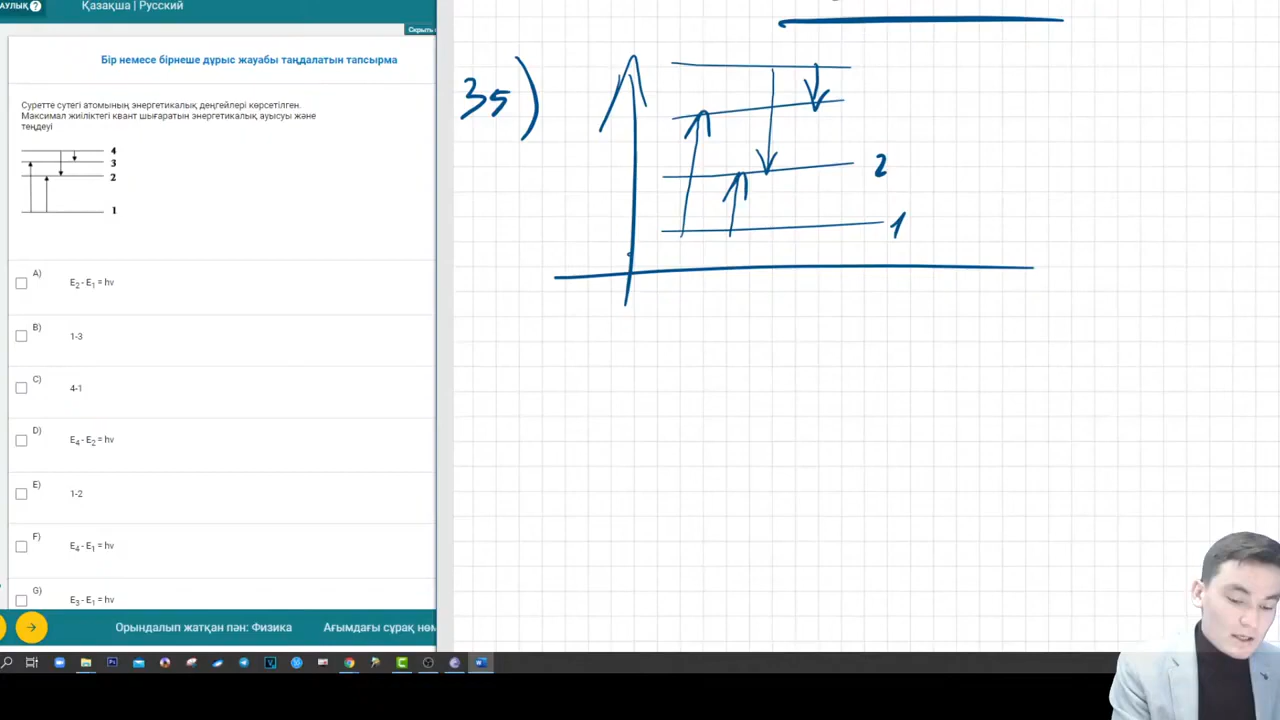 АУЛЫҚ ?
Қазақша | Русский
Скрыть
Бір немесе бірнеше дұрыс жауабы таңдалатын тапсырма
Суретте сутегі атомының энергетикалық деңгейлері көрсетілген.
Максимал жиіліктегі квант шығаратын энергетикалық ауысуы және
теңдеуі
4
3
2
1
A)
E₂ - E₁ = hν
B)
1-3
C)
4-1
D)
E₄ - E₂ = hν
E)
1-2
F)
E₄ - E₁ = hν
G)
E₃ - E₁ = hν
Орындалып жатқан пән: Физика
Ағымдағы сұрақ нөм
35)
2
1